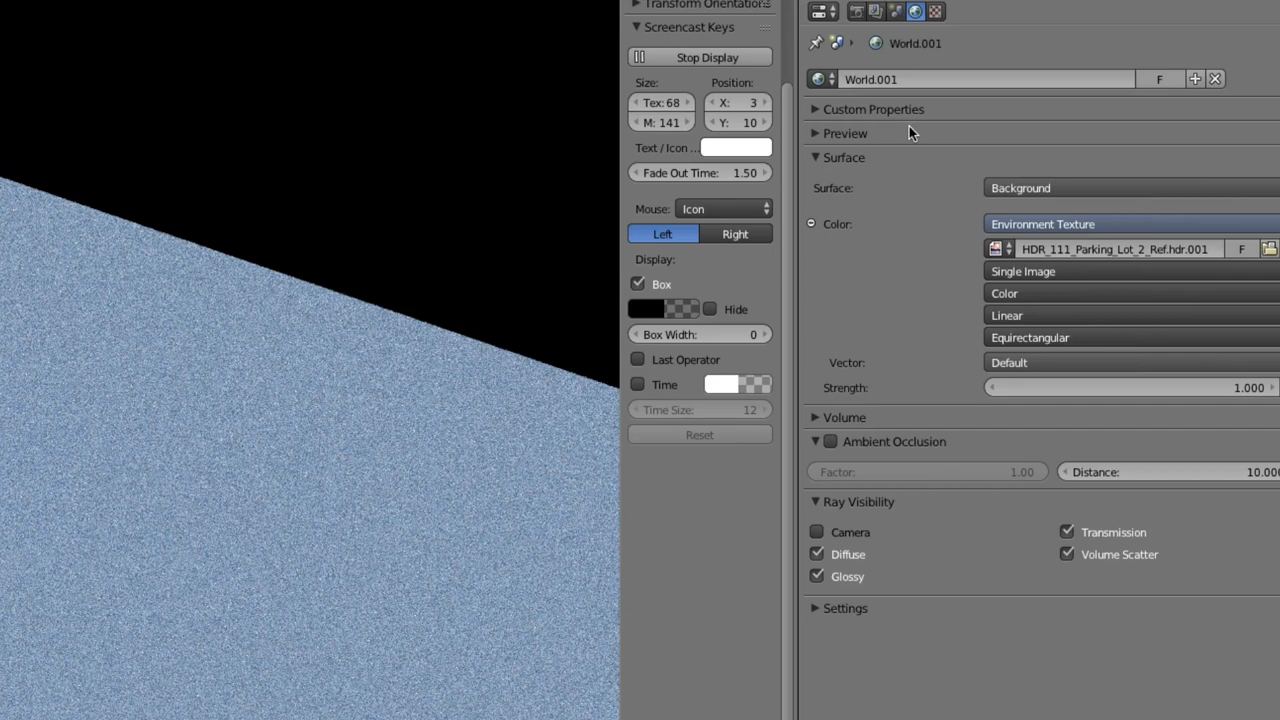 Transform Orientations
Screencast Keys
Stop Display
Size:
Position:
Tex: 68
X: 3
M: 141
Y: 10
Text / Icon ...
Fade Out Time: 1.50
Mouse:
Icon
Left
Right
Display:
Box
Hide
Box Width: 0
Last Operator
Time
Time Size: 12
Reset
World.001
World.001
F
Custom Properties
Preview
Surface
Surface:
Background
Color:
Environment Texture
HDR_111_Parking_Lot_2_Ref.hdr.001
F
Single Image
Color
Linear
Equirectangular
Vector:
Default
Strength:
1.000
Volume
Ambient Occlusion
Factor: 1.00
Distance: 10.000
Ray Visibility
Camera
Transmission
Diffuse
Volume Scatter
Glossy
Settings